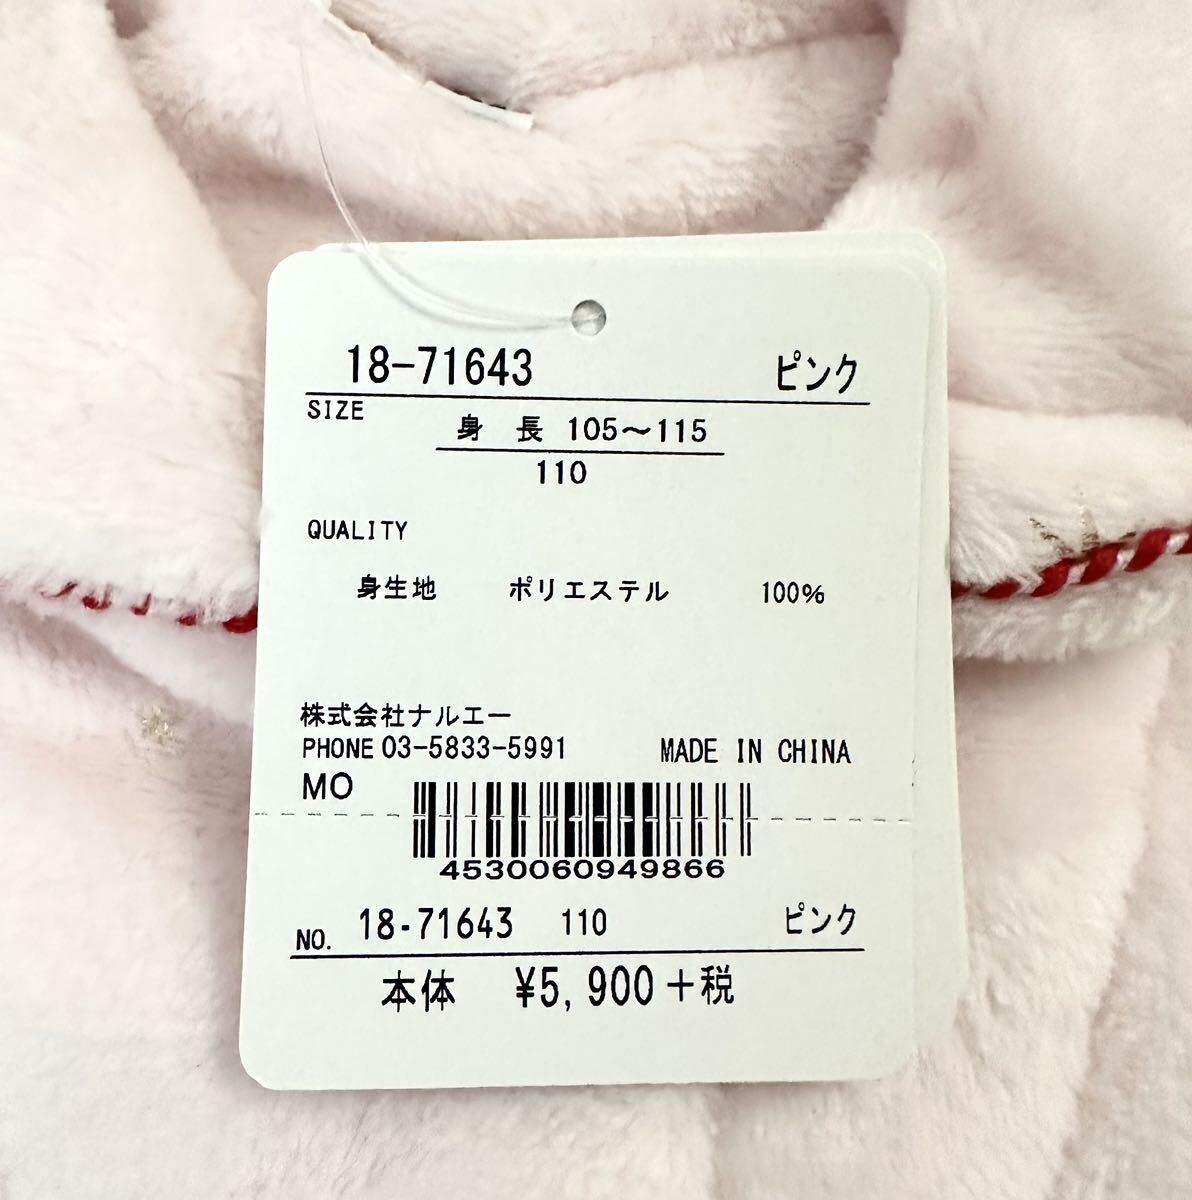 18-71643 ピンク
SIZE
身 長 105～115
110
QUALITY
身生地 ポリエステル 100%
株式会社ナルエー
PHONE 03-5833-5991 MADE IN CHINA
MO
4530060949866
NO. 18-71643 110 ピンク
本体 ¥5,900+税